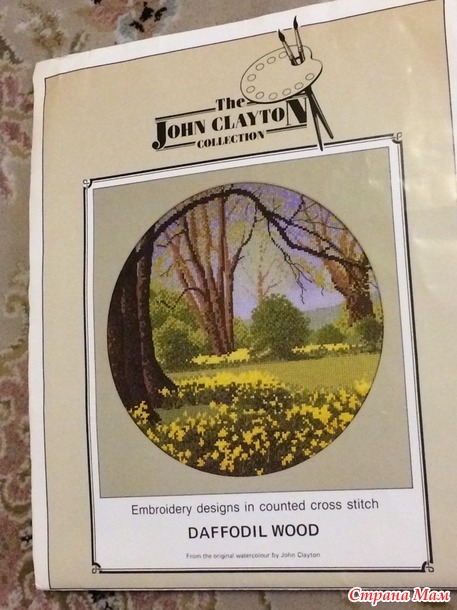 The
JOHN CLAYTON
COLLECTION
Embroidery designs in counted cross stitch
DAFFODIL WOOD
From the original watercolour by John Clayton
Страна Мам